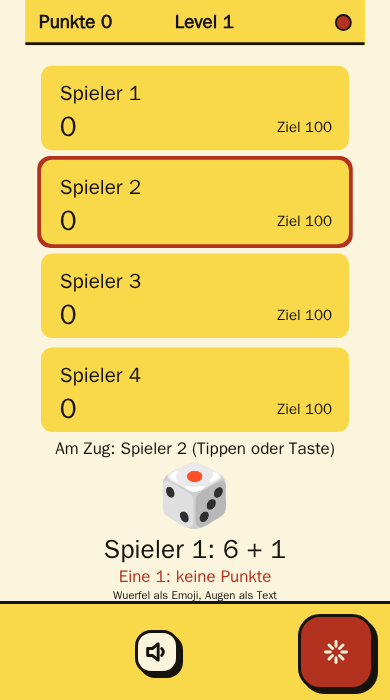 Punkte 0 Level 1
Spieler 1
0 Ziel 100
Spieler 2
0 Ziel 100
Spieler 3
0 Ziel 100
Spieler 4
0 Ziel 100
Am Zug: Spieler 2 (Tippen oder Taste)
Spieler 1: 6 + 1
Eine 1: keine Punkte
Wuerfel als Emoji, Augen als Text